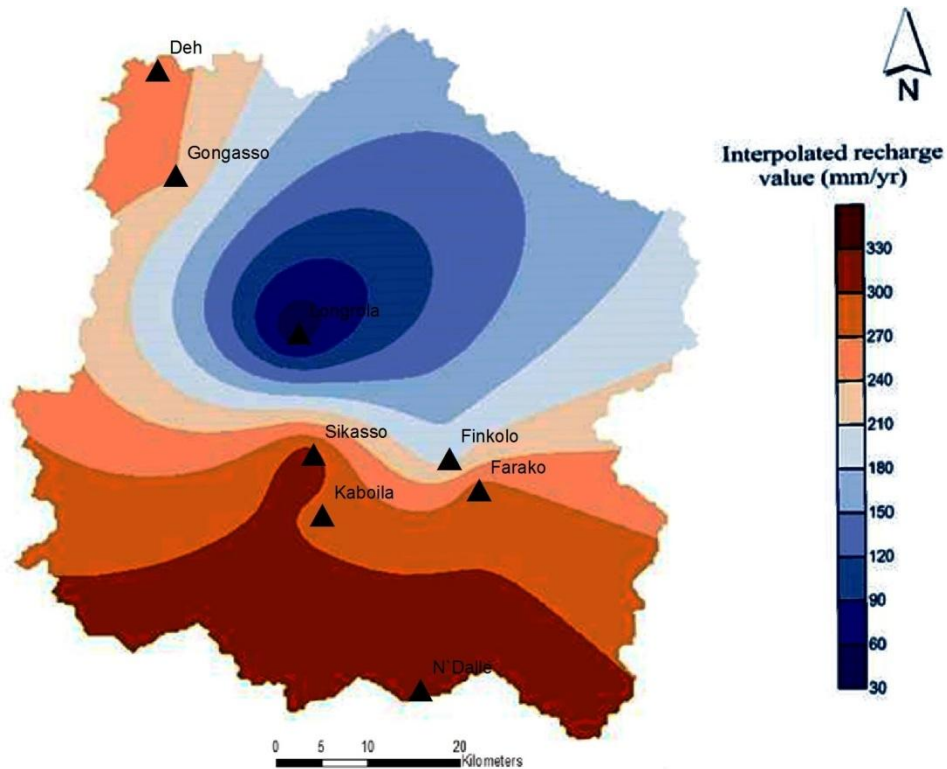 Deh
Gongasso
N
Interpolated recharge
value (mm/yr)
330
300
270
240
210
180
150
120
90
60
30
Sikasso
Finkolo
Farako
Kaboila
N`Dalle
0 5 10 20
Kilometers